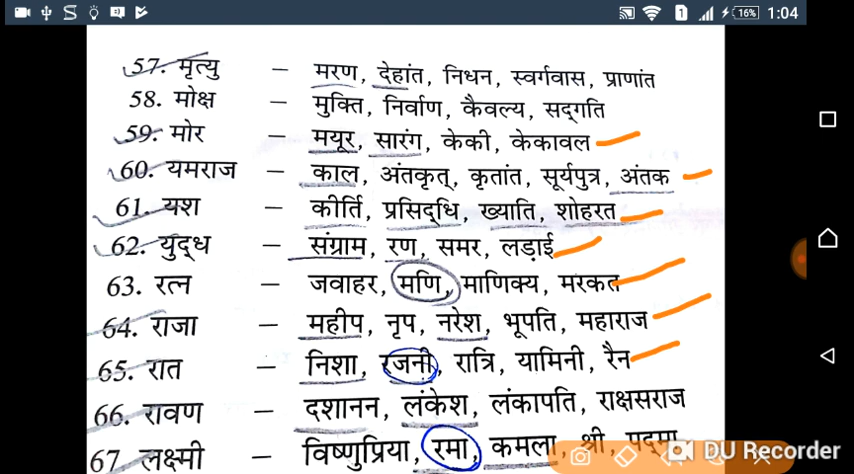 16% 1:04
57. मृत्यु – मरण, देहांत, निधन, स्वर्गवास, प्राणांत
58. मोक्ष – मुक्ति, निर्वाण, कैवल्य, सद्गति
59. मोर – मयूर, सारंग, केकी, केकावल
60. यमराज – काल, अंतकृत्, कृतांत, सूर्यपुत्र, अंतक
61. यश – कीर्ति, प्रसिद्धि, ख्याति, शोहरत
62. युद्ध – संग्राम, रण, समर, लड़ाई
63. रत्न – जवाहर, मणि, माणिक्य, मरकत
64. राजा – महीप, नृप, नरेश, भूपति, महाराज
65. रात – निशा, रजनी, रात्रि, यामिनी, रैन
66. रावण – दशानन, लंकेश, लंकापति, राक्षसराज
67. लक्ष्मी – विष्णुप्रिया, रमा, कमला, श्री, पद्मा
DU Recorder